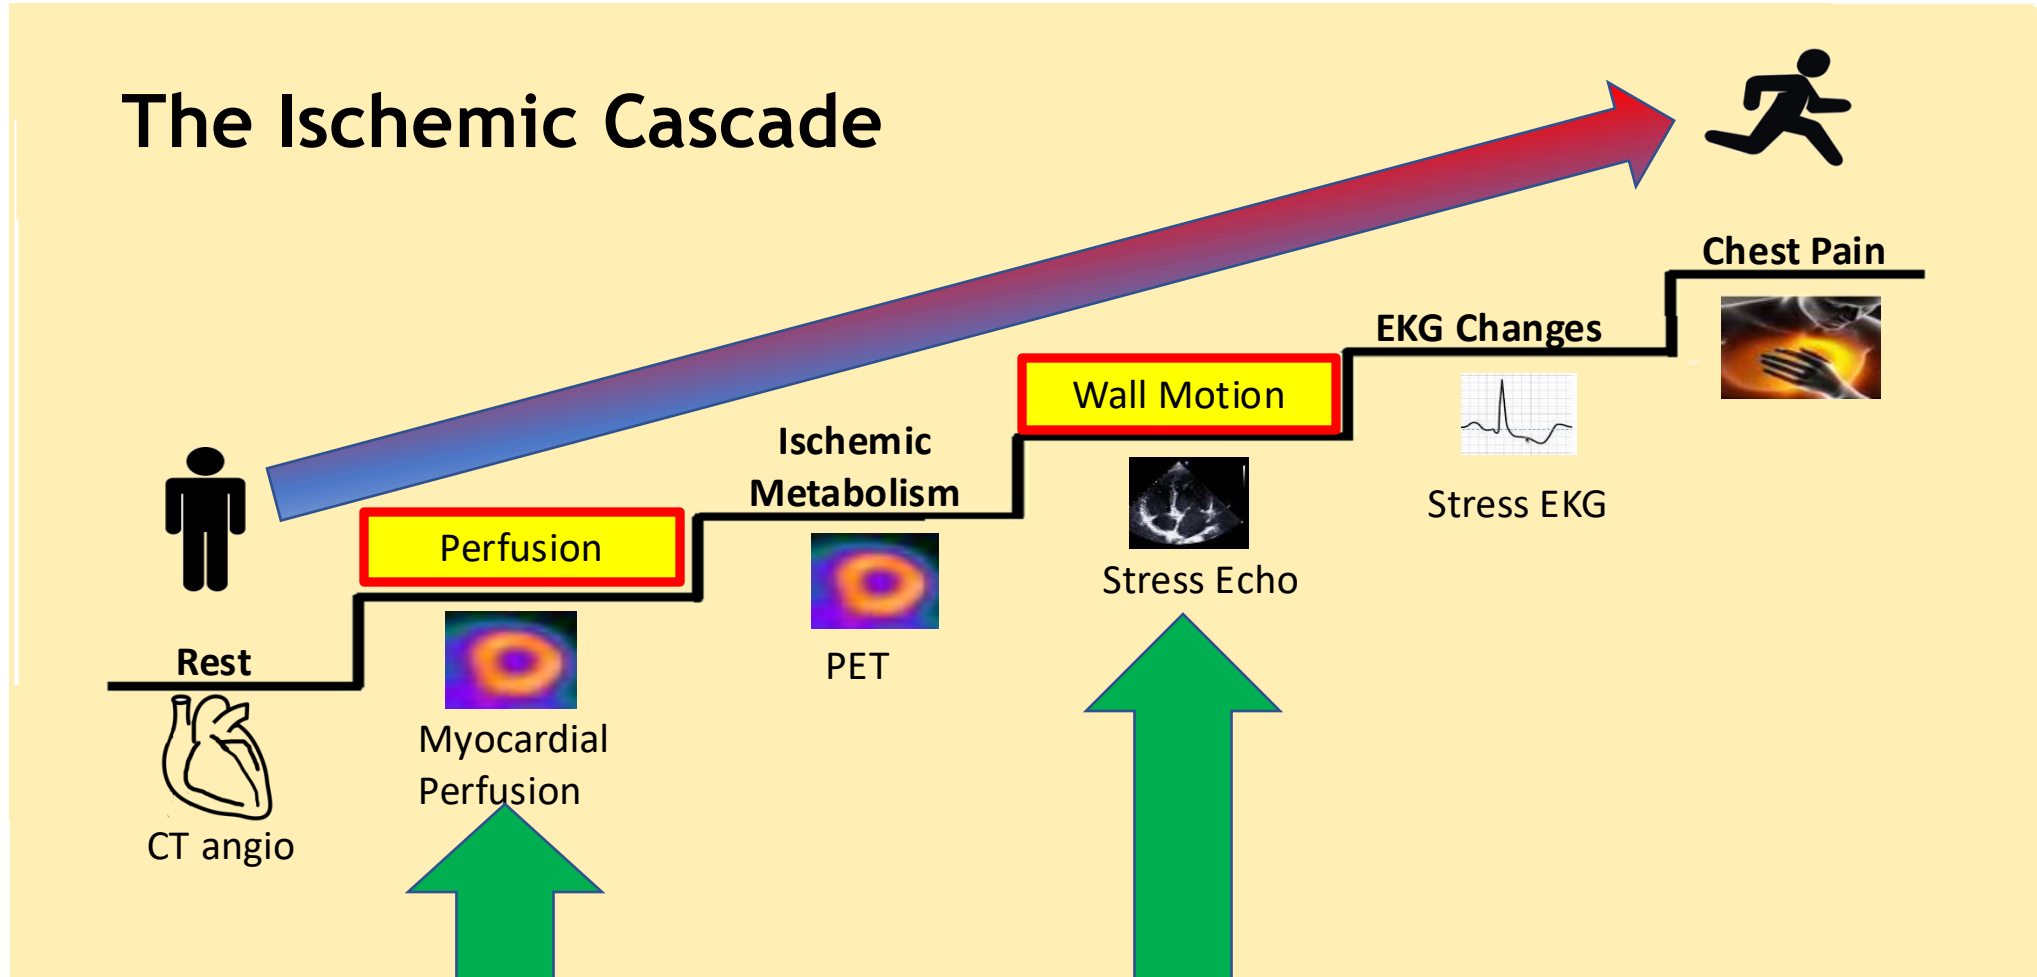 The Ischemic Cascade
Rest
CT angio
Perfusion
Myocardial
Perfusion
Ischemic
Metabolism
PET
Wall Motion
Stress Echo
EKG Changes
Stress EKG
Chest Pain